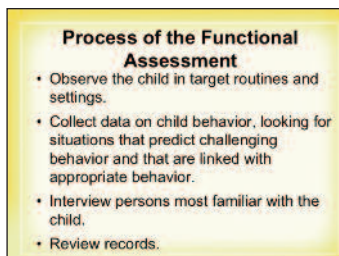 Process of the Functional
Assessment
• Observe the child in target routines and
settings.
• Collect data on child behavior, looking for
situations that predict challenging
behavior and that are linked with
appropriate behavior.
• Interview persons most familiar with the
child.
• Review records.